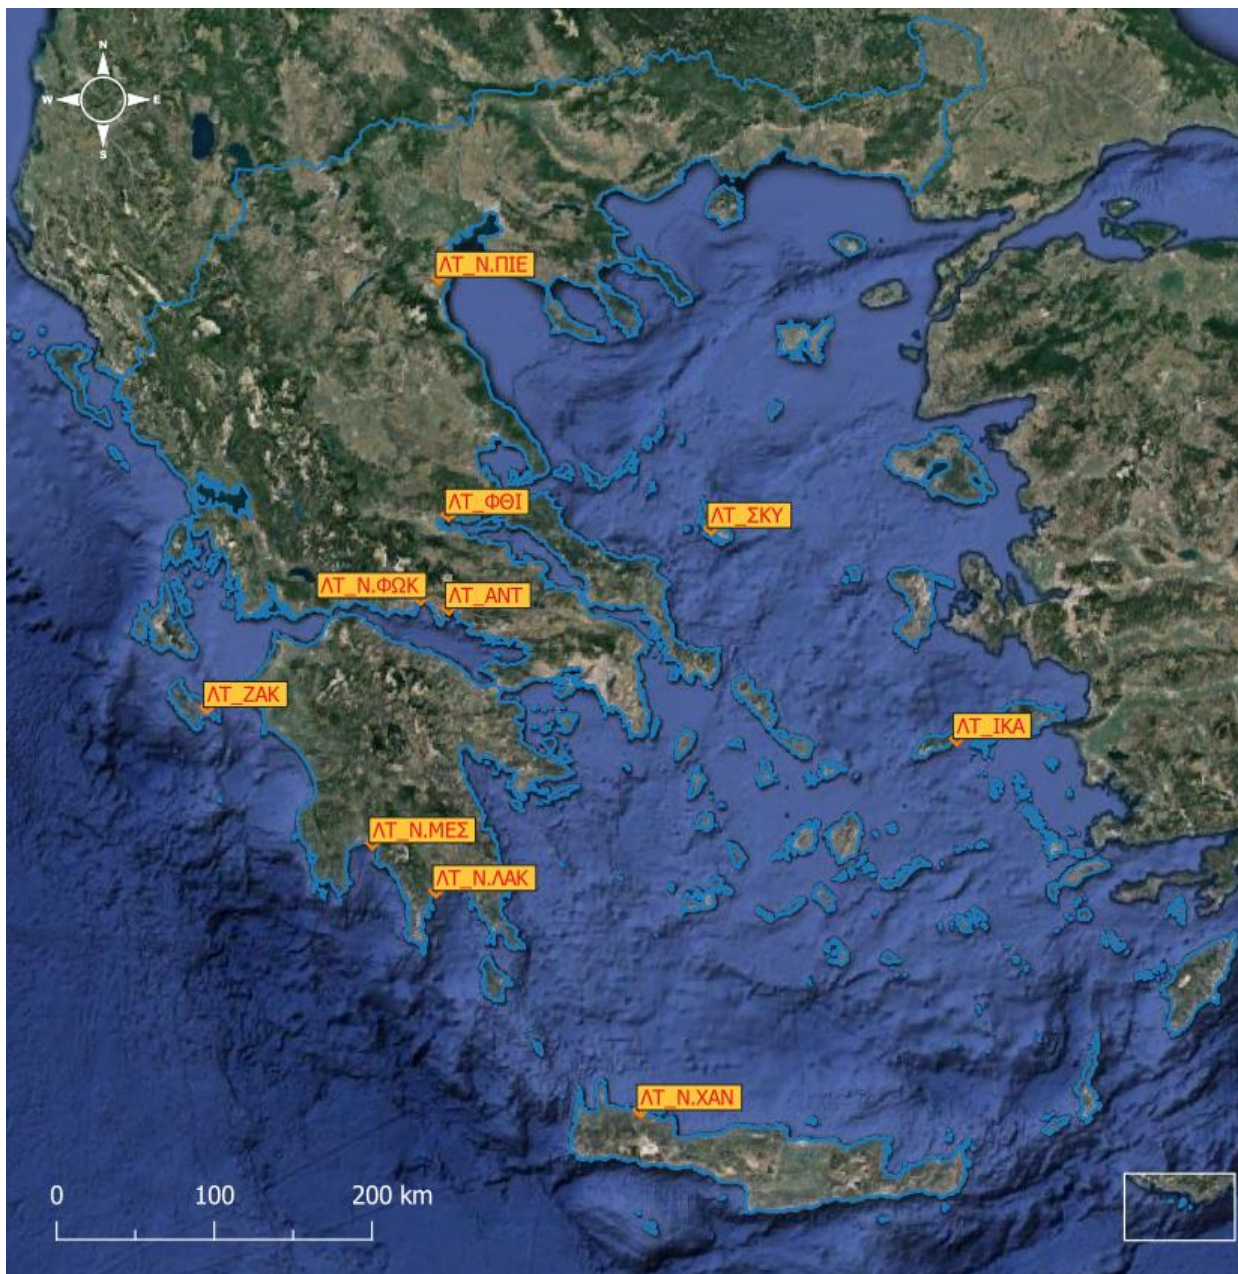 N
W E
S
ΛΤ_Ν.ΠΙΕ
ΛΤ_ΦΘΙ
ΛΤ_ΣΚΥ
ΛΤ_Ν.ΦΩΚ
ΛΤ_ΑΝΤ
ΛΤ_ΖΑΚ
ΛΤ_ΙΚΑ
ΛΤ_Ν.ΜΕΣ
ΛΤ_Ν.ΛΑΚ
ΛΤ_Ν.ΧΑΝ
0 100 200 km